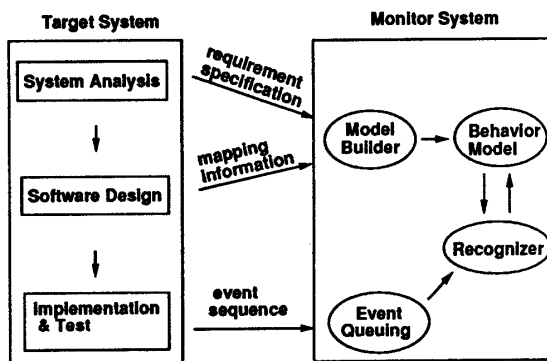 Target System
Monitor System
System Analysis
requirement
specification
Model
Builder
Behavior
Model
mapping
information
Software Design
Recognizer
Implementation
& Test
event
sequence
Event
Queuing